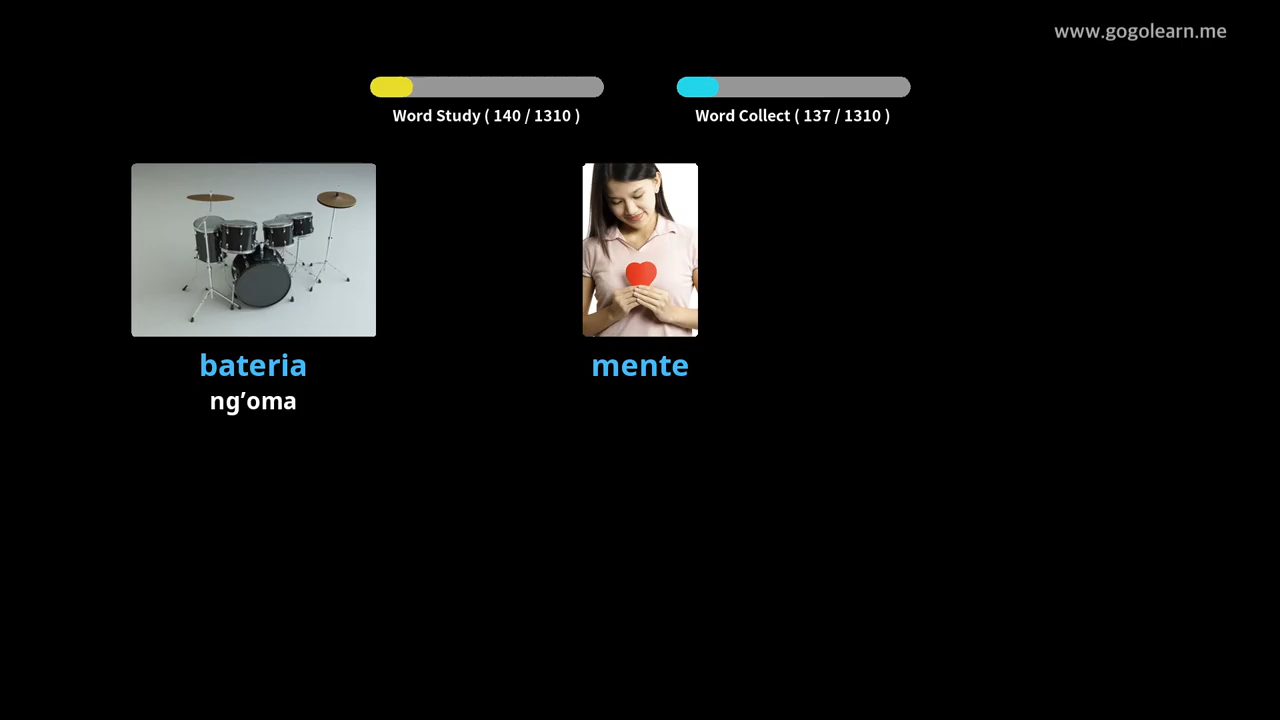 www.gogolearn.me
Word Study ( 140 / 1310 )
Word Collect ( 137 / 1310 )
bateria
ng’oma
mente